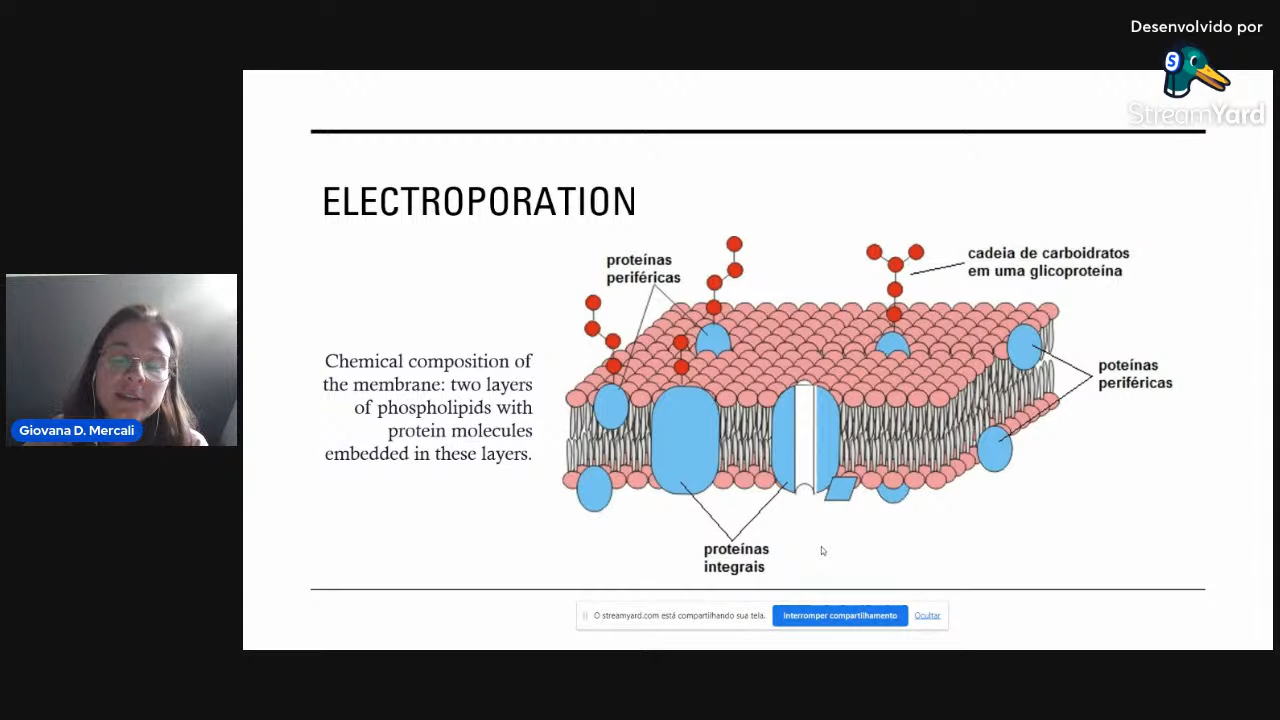 Desenvolvido por
S
StreamYard
ELECTROPORATION
proteínas
periféricas
cadeia de carboidratos
em uma glicoproteína
Chemical composition of
the membrane: two layers
of phospholipids with
protein molecules
embedded in these layers.
poteínas
periféricas
proteínas
integrais
Giovana D. Mercali
O streamyard.com está compartilhando sua tela.
Interromper compartilhamento
Ocultar